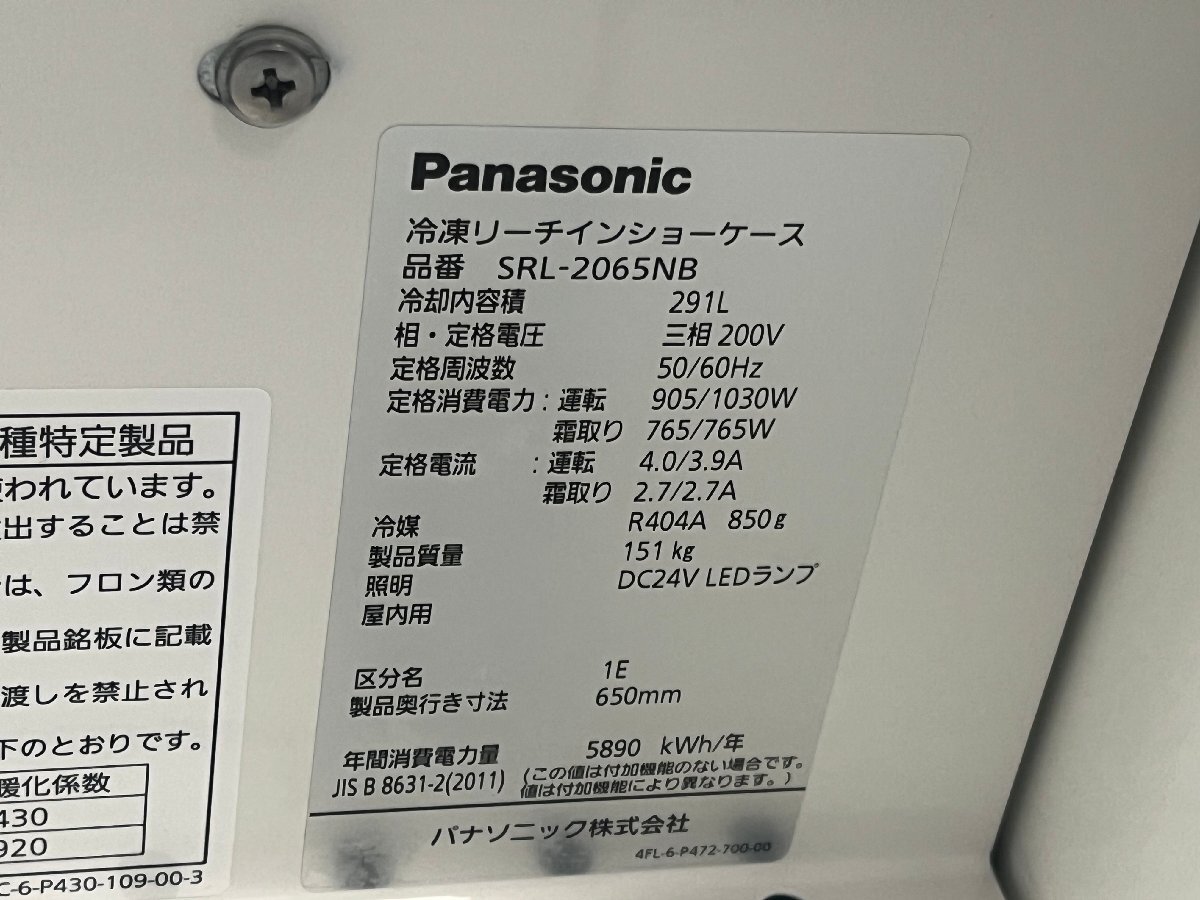 Panasonic
冷凍リーチインショーケース
品番 SRL-2065NB
冷却内容積 291L
相・定格電圧 三相 200V
定格周波数 50/60Hz
定格消費電力 : 運転 905/1030W
霜取り 765/765W
定格電流 : 運転 4.0/3.9A
霜取り 2.7/2.7A
冷媒 R404A 850g
製品質量 151 kg
照明 DC24V LEDランプ
屋内用
区分名 1E
製品奥行き寸法 650mm
年間消費電力量 5890 kWh/年
JIS B 8631-2(2011) (この値は付加機能のない場合です。
値は付加機能により異なります。)
パナソニック株式会社
4FL-6-P472-700-00
種特定製品
われています。
出することは禁
は、フロン類の
製品銘板に記載
渡しを禁止され
下のとおりです。
暖化係数
430
920
C-6-P430-109-00-3